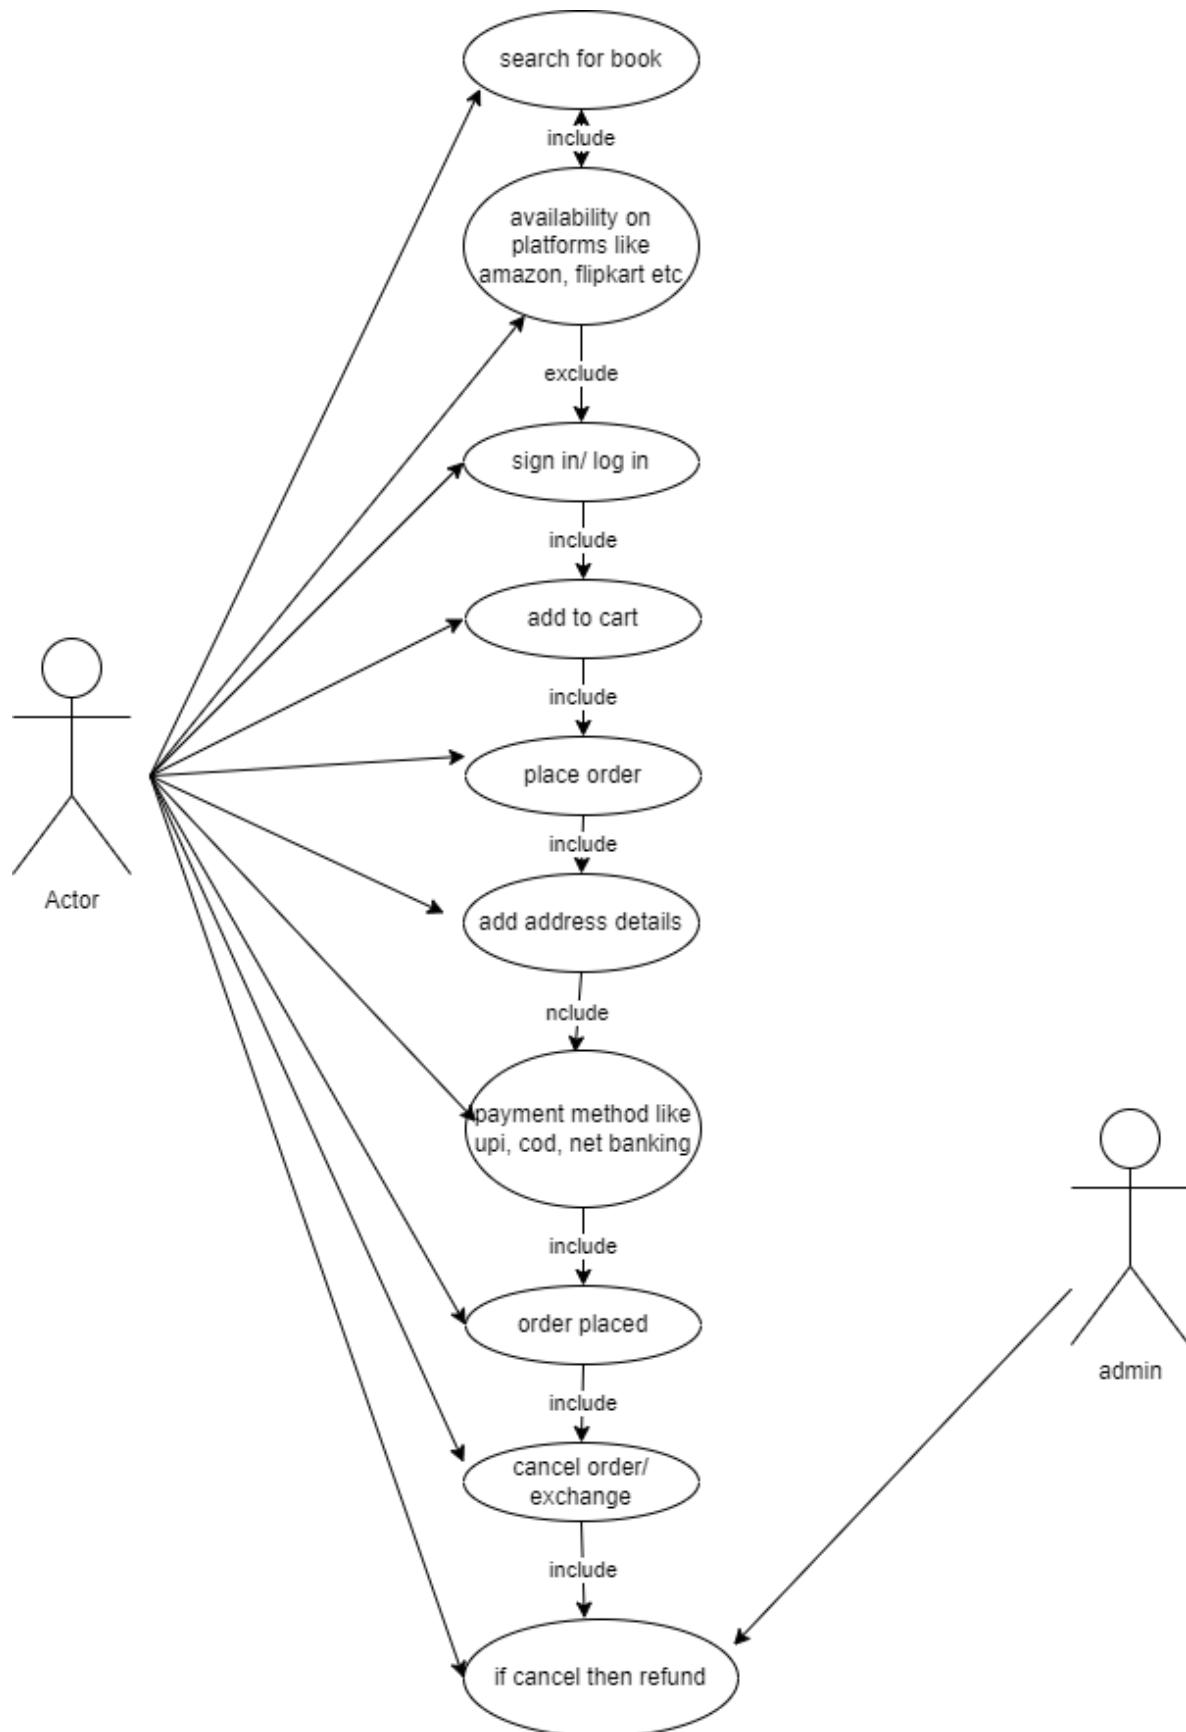 search for book
include
availability on
platforms like
amazon, flipkart etc
exclude
sign in/ log in
include
add to cart
include
place order
include
Actor
add address details
nclude
payment method like
upi, cod, net banking
include
order placed
admin
include
cancel order/
exchange
include
if cancel then refund